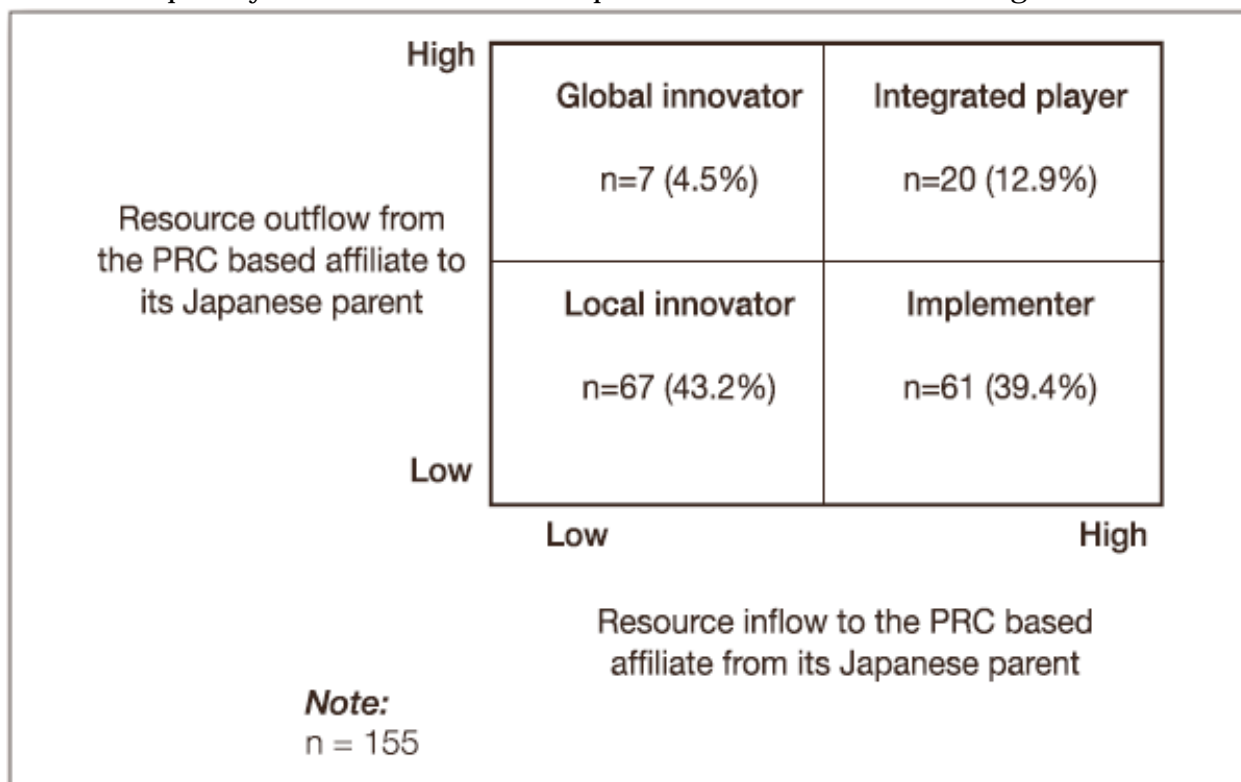 High
Global innovator
Integrated player
n=7 (4.5%)
n=20 (12.9%)
Resource outflow from
the PRC based affiliate to
its Japanese parent
Local innovator
Implementer
n=67 (43.2%)
n=61 (39.4%)
Low
Low
High
Resource inflow to the PRC based
affiliate from its Japanese parent
Note:
n = 155